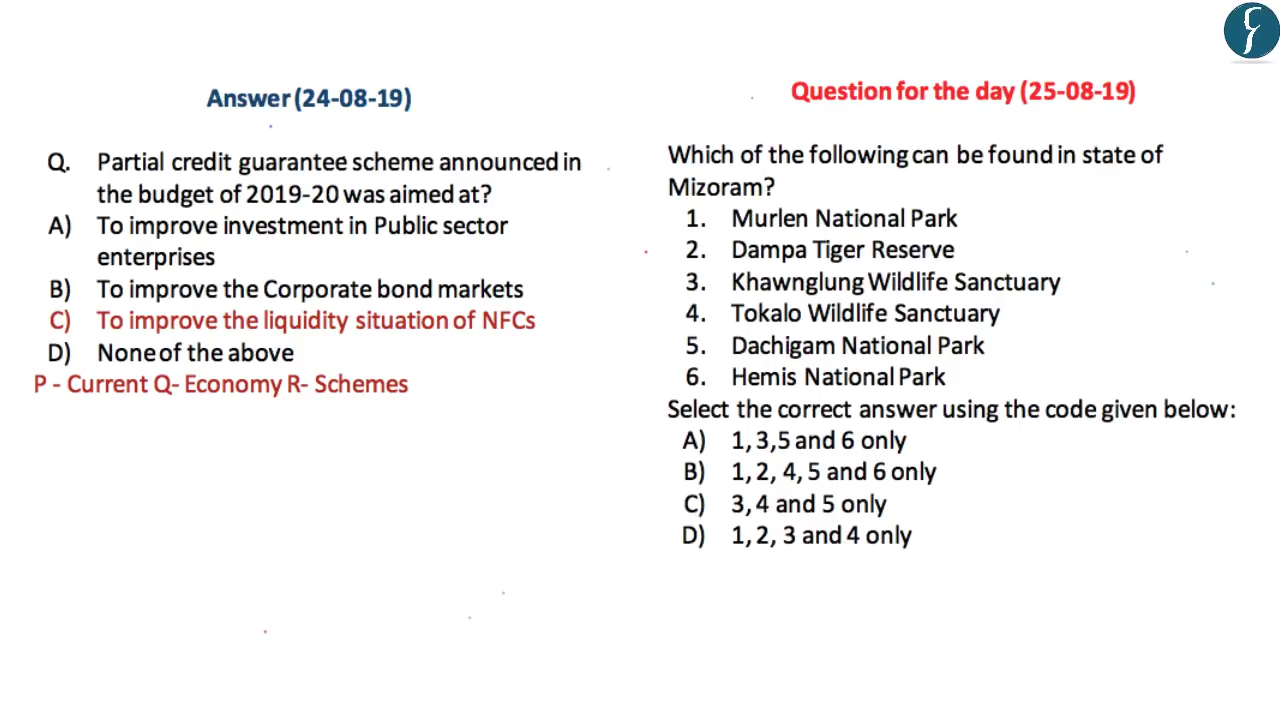 Answer (24-08-19)
Q. Partial credit guarantee scheme announced in
the budget of 2019-20 was aimed at?
A) To improve investment in Public sector
enterprises
B) To improve the Corporate bond markets
C) To improve the liquidity situation of NFCs
D) None of the above
P - Current Q- Economy R- Schemes
Question for the day (25-08-19)
Which of the following can be found in state of
Mizoram?
1. Murlen National Park
2. Dampa Tiger Reserve
3. Khawnglung Wildlife Sanctuary
4. Tokalo Wildlife Sanctuary
5. Dachigam National Park
6. Hemis National Park
Select the correct answer using the code given below:
A) 1, 3,5 and 6 only
B) 1, 2, 4, 5 and 6 only
C) 3, 4 and 5 only
D) 1, 2, 3 and 4 only